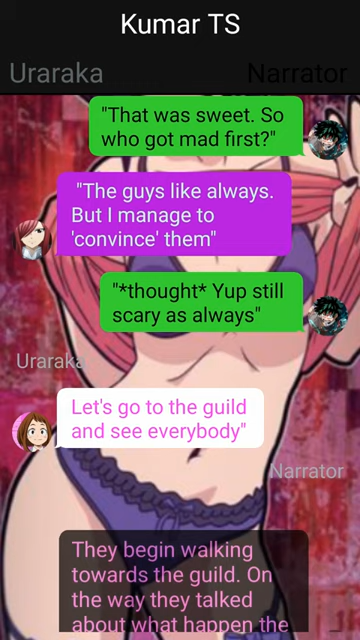 Kumar TS
Uraraka
Narrator
"That was sweet. So
who got mad first?"
"The guys like always.
But I manage to
'convince' them"
"*thought* Yup still
scary as always"
Uraraka
Let's go to the guild
and see everybody"
Narrator
They begin walking
towards the guild. On
the way they talked
about what happen the